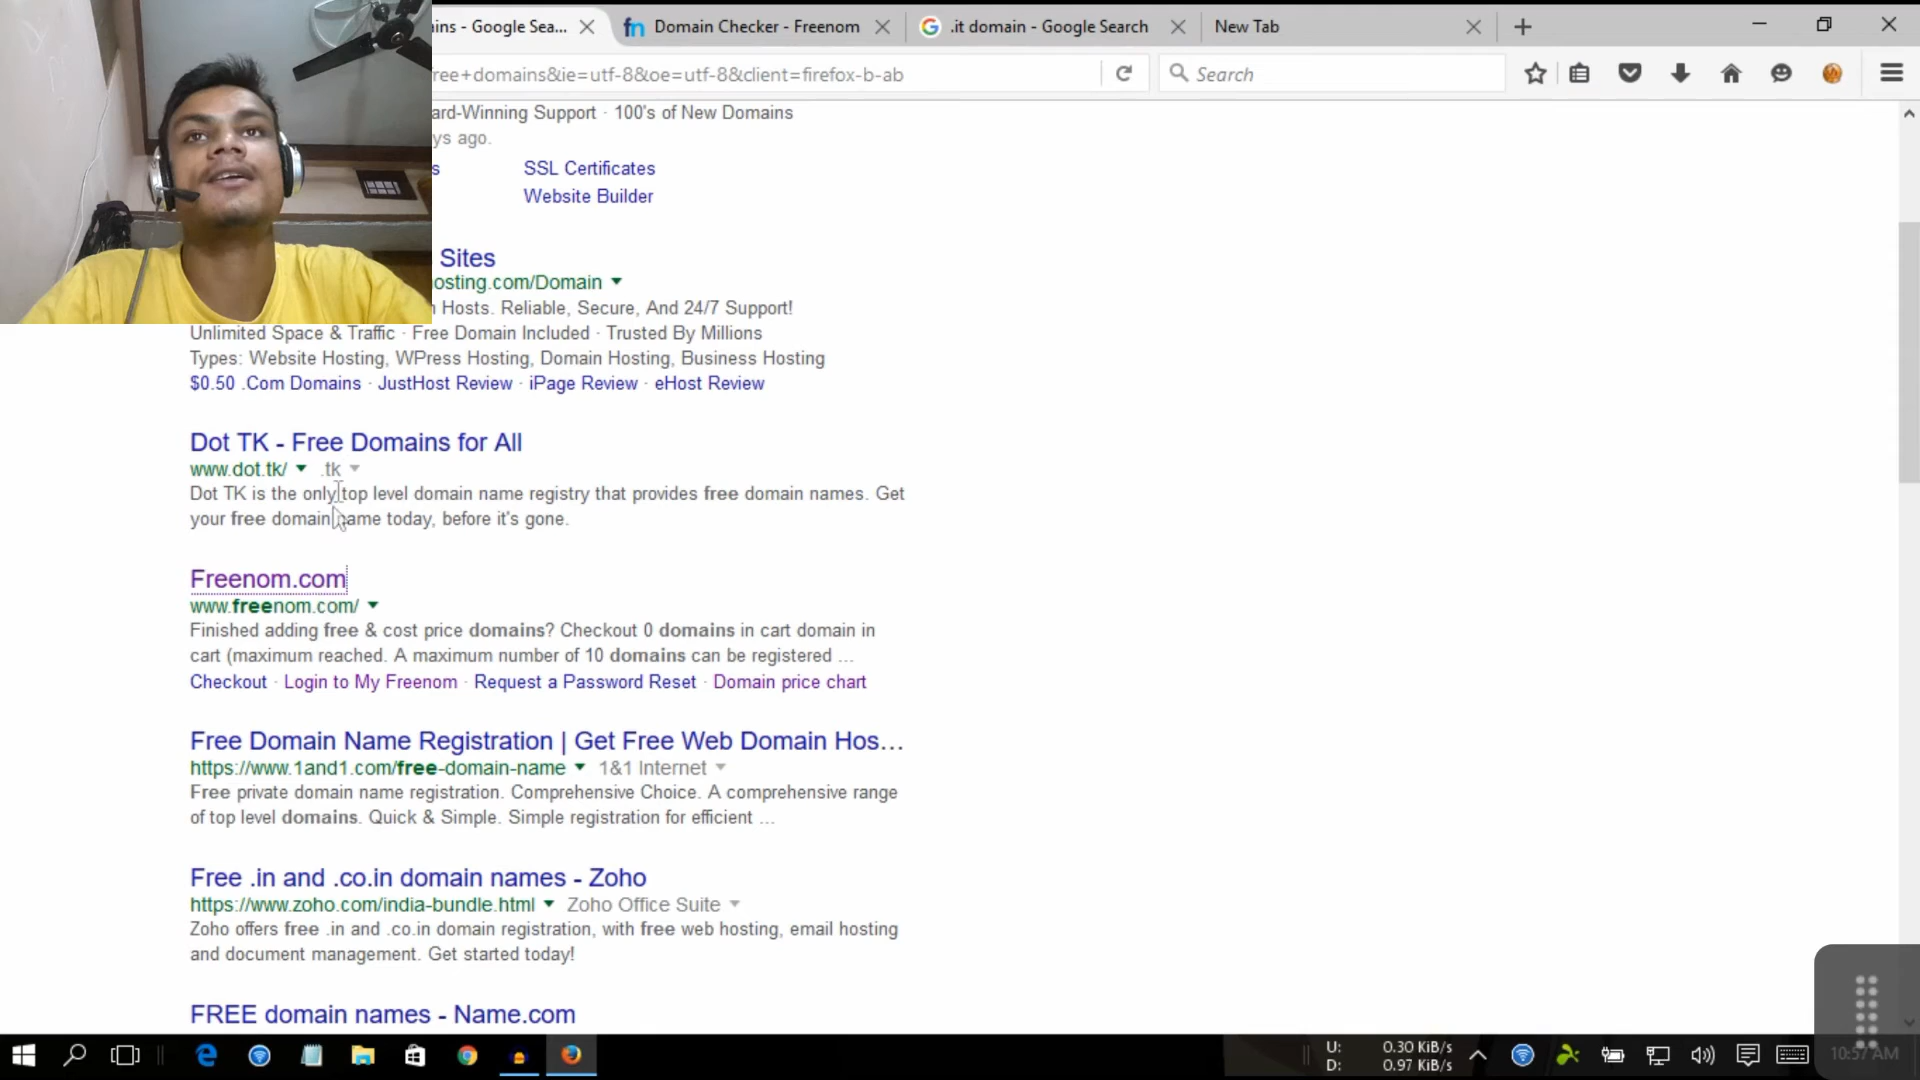 ins - Google Sea...
Domain Checker - Freenom
.it domain - Google Search
New Tab
ree+domains&ie=utf-8&oe=utf-8&client=firefox-b-ab
Search
ard-Winning Support · 100's of New Domains
ys ago.
s
SSL Certificates
Website Builder
Sites
osting.com/Domain
n Hosts. Reliable, Secure, And 24/7 Support!
Unlimited Space & Traffic · Free Domain Included · Trusted By Millions
Types: Website Hosting, WPress Hosting, Domain Hosting, Business Hosting
$0.50 .Com Domains · JustHost Review · iPage Review · eHost Review
Dot TK - Free Domains for All
www.dot.tk/ .tk
Dot TK is the only top level domain name registry that provides free domain names. Get
your free domain name today, before it's gone.
Freenom.com
www.freenom.com/
Finished adding free & cost price domains? Checkout 0 domains in cart domain in
cart (maximum reached. A maximum number of 10 domains can be registered ...
Checkout · Login to My Freenom · Request a Password Reset · Domain price chart
Free Domain Name Registration | Get Free Web Domain Hos...
https://www.1and1.com/free-domain-name 1&1 Internet
Free private domain name registration. Comprehensive Choice. A comprehensive range
of top level domains. Quick & Simple. Simple registration for efficient ...
Free .in and .co.in domain names - Zoho
https://www.zoho.com/india-bundle.html Zoho Office Suite
Zoho offers free .in and .co.in domain registration, with free web hosting, email hosting
and document management. Get started today!
FREE domain names - Name.com
U: 0.30 KiB/s
D: 0.97 KiB/s
10:57 AM